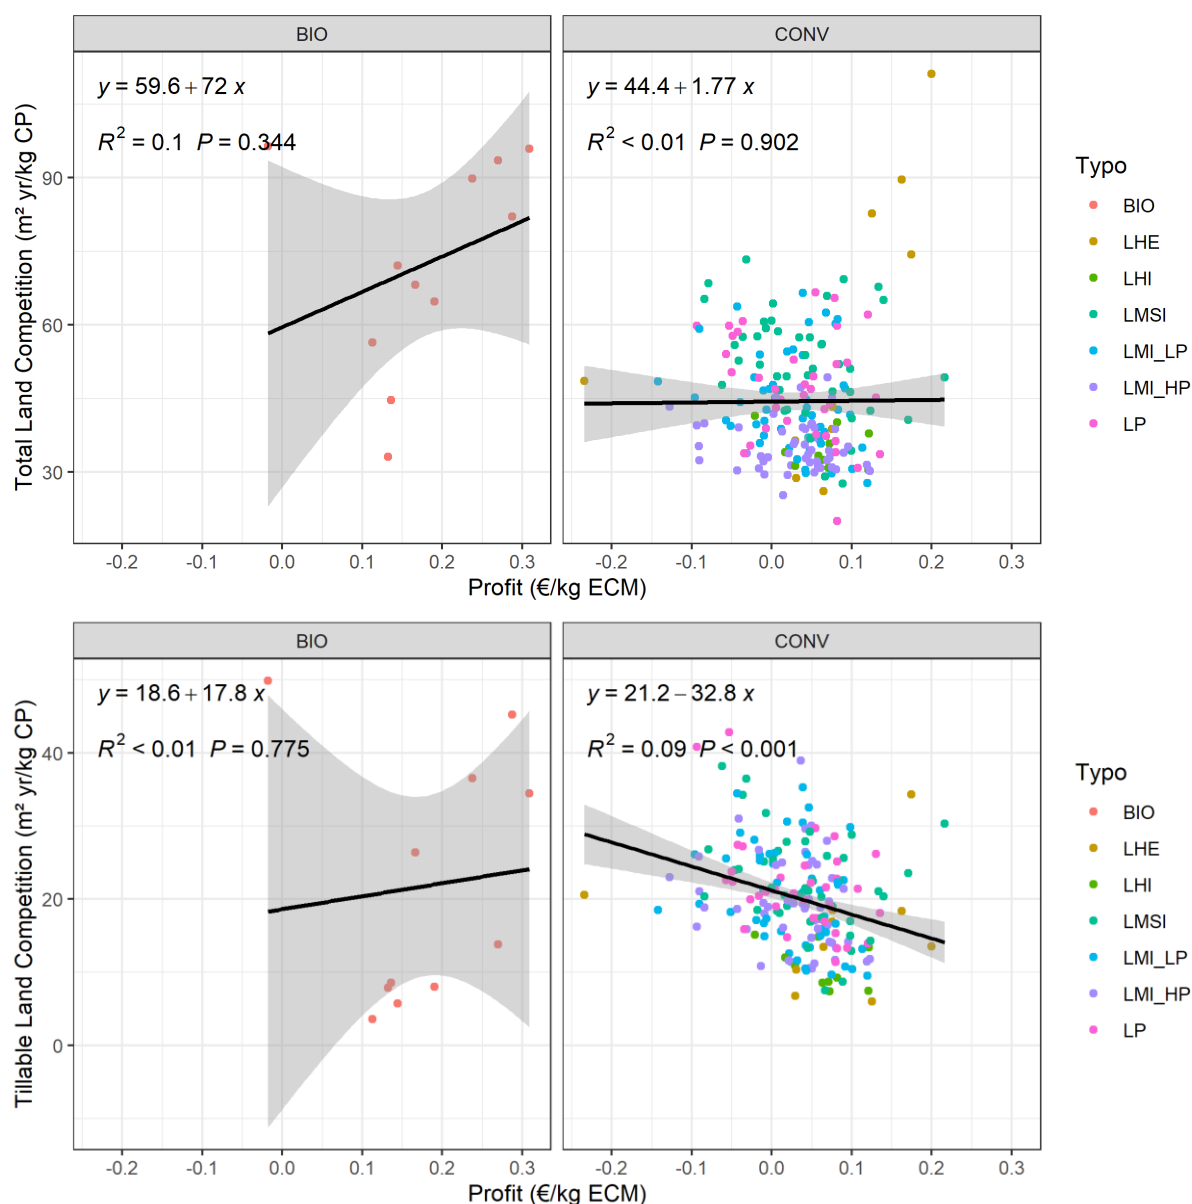 BIO
CONV
y = 59.6 + 72 x
R² = 0.1 P = 0.344
y = 44.4 + 1.77 x
R² < 0.01 P = 0.902
Total Land Competition (m² yr/kg CP)
90
60
30
-0.2 -0.1 0.0 0.1 0.2 0.3
-0.2 -0.1 0.0 0.1 0.2 0.3
Profit (€/kg ECM)
Typo
BIO
LHE
LHI
LMSI
LMI_LP
LMI_HP
LP
BIO
CONV
y = 18.6 + 17.8 x
R² < 0.01 P = 0.775
y = 21.2 − 32.8 x
R² = 0.09 P < 0.001
Tillable Land Competition (m² yr/kg CP)
40
20
0
-0.2 -0.1 0.0 0.1 0.2 0.3
-0.2 -0.1 0.0 0.1 0.2 0.3
Profit (€/kg ECM)
Typo
BIO
LHE
LHI
LMSI
LMI_LP
LMI_HP
LP